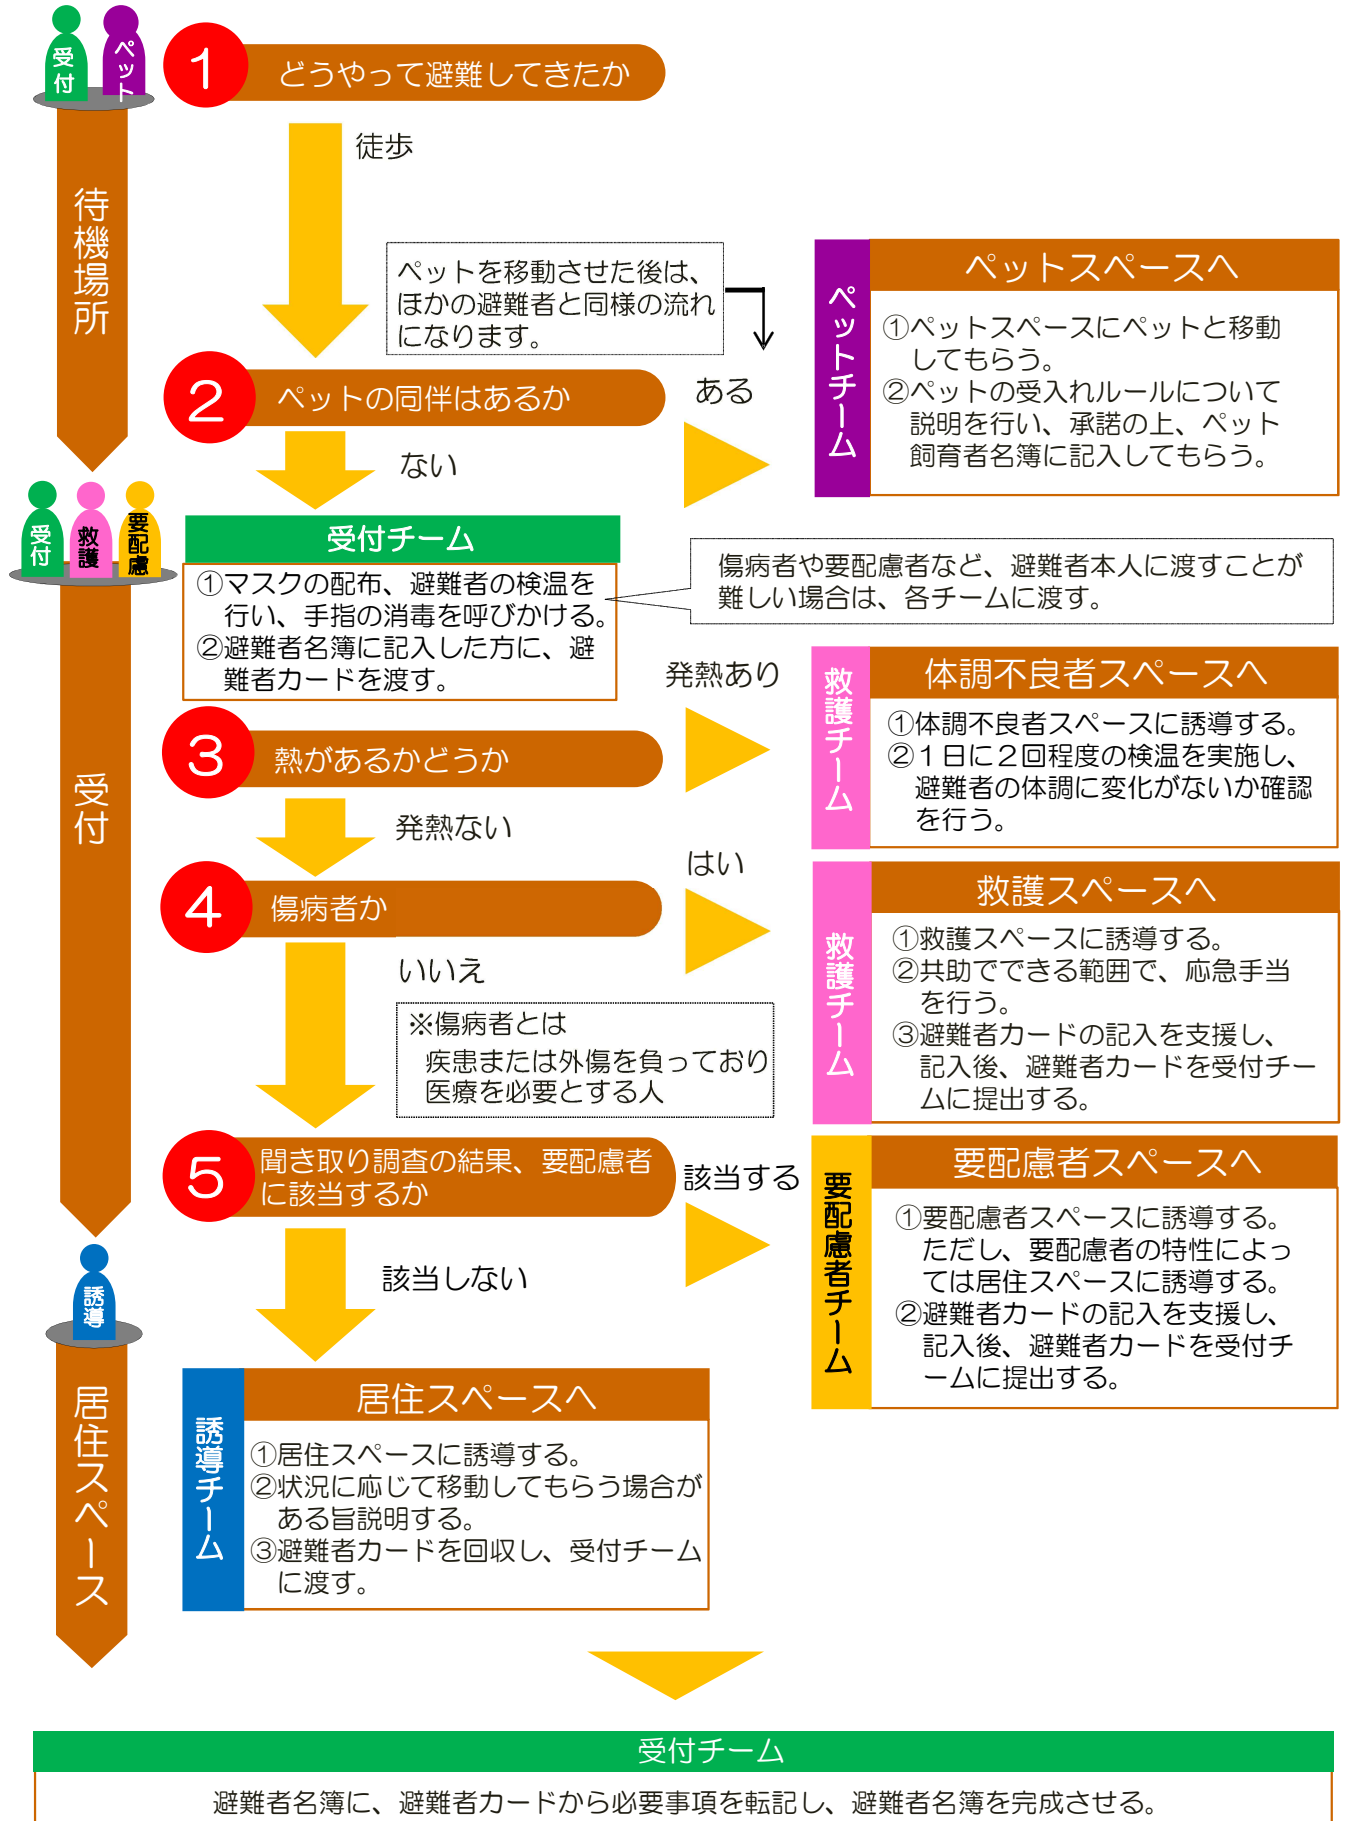 受付
ペット
1
どうやって避難してきたか
徒歩
待機場所
ペットを移動させた後は、
ほかの避難者と同様の流れ
になります。
2
ペットの同伴はあるか
ある
ない
ペットチーム
ペットスペースへ
①ペットスペースにペットと移動
してもらう。
②ペットの受入れルールについて
説明を行い、承諾の上、ペット
飼育者名簿に記入してもらう。
受付
救護
要配慮
受付
受付チーム
①マスクの配布、避難者の検温を
行い、手指の消毒を呼びかける。
②避難者名簿に記入した方に、避
難者カードを渡す。
傷病者や要配慮者など、避難者本人に渡すことが
難しい場合は、各チームに渡す。
3
熱があるかどうか
発熱あり
発熱ない
救護チーム
体調不良者スペースへ
①体調不良者スペースに誘導する。
②１日に２回程度の検温を実施し、
避難者の体調に変化がないか確認
を行う。
4
傷病者か
はい
いいえ
※傷病者とは
疾患または外傷を負っており
医療を必要とする人
救護チーム
救護スペースへ
①救護スペースに誘導する。
②共助でできる範囲で、応急手当
を行う。
③避難者カードの記入を支援し、
記入後、避難者カードを受付チー
ムに提出する。
5
聞き取り調査の結果、要配慮者
に該当するか
該当する
該当しない
要配慮者チーム
要配慮者スペースへ
①要配慮者スペースに誘導する。
ただし、要配慮者の特性によっ
ては居住スペースに誘導する。
②避難者カードの記入を支援し、
記入後、避難者カードを受付チ
ームに提出する。
誘導
居住スペース
誘導チーム
居住スペースへ
①居住スペースに誘導する。
②状況に応じて移動してもらう場合が
ある旨説明する。
③避難者カードを回収し、受付チーム
に渡す。
受付チーム
避難者名簿に、避難者カードから必要事項を転記し、避難者名簿を完成させる。